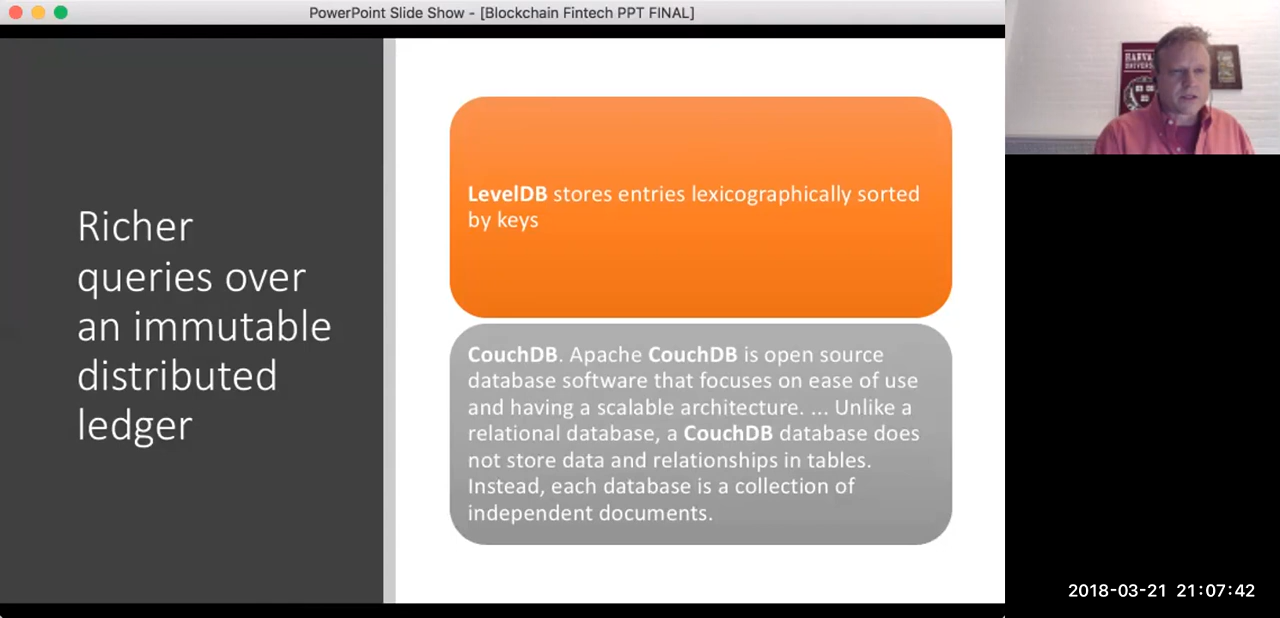 PowerPoint Slide Show - [Blockchain Fintech PPT FINAL]
Richer
queries over
an immutable
distributed
ledger
LevelDB stores entries lexicographically sorted
by keys
CouchDB. Apache CouchDB is open source
database software that focuses on ease of use
and having a scalable architecture. ... Unlike a
relational database, a CouchDB database does
not store data and relationships in tables.
Instead, each database is a collection of
independent documents.
HARVARD
2018-03-21 21:07:42